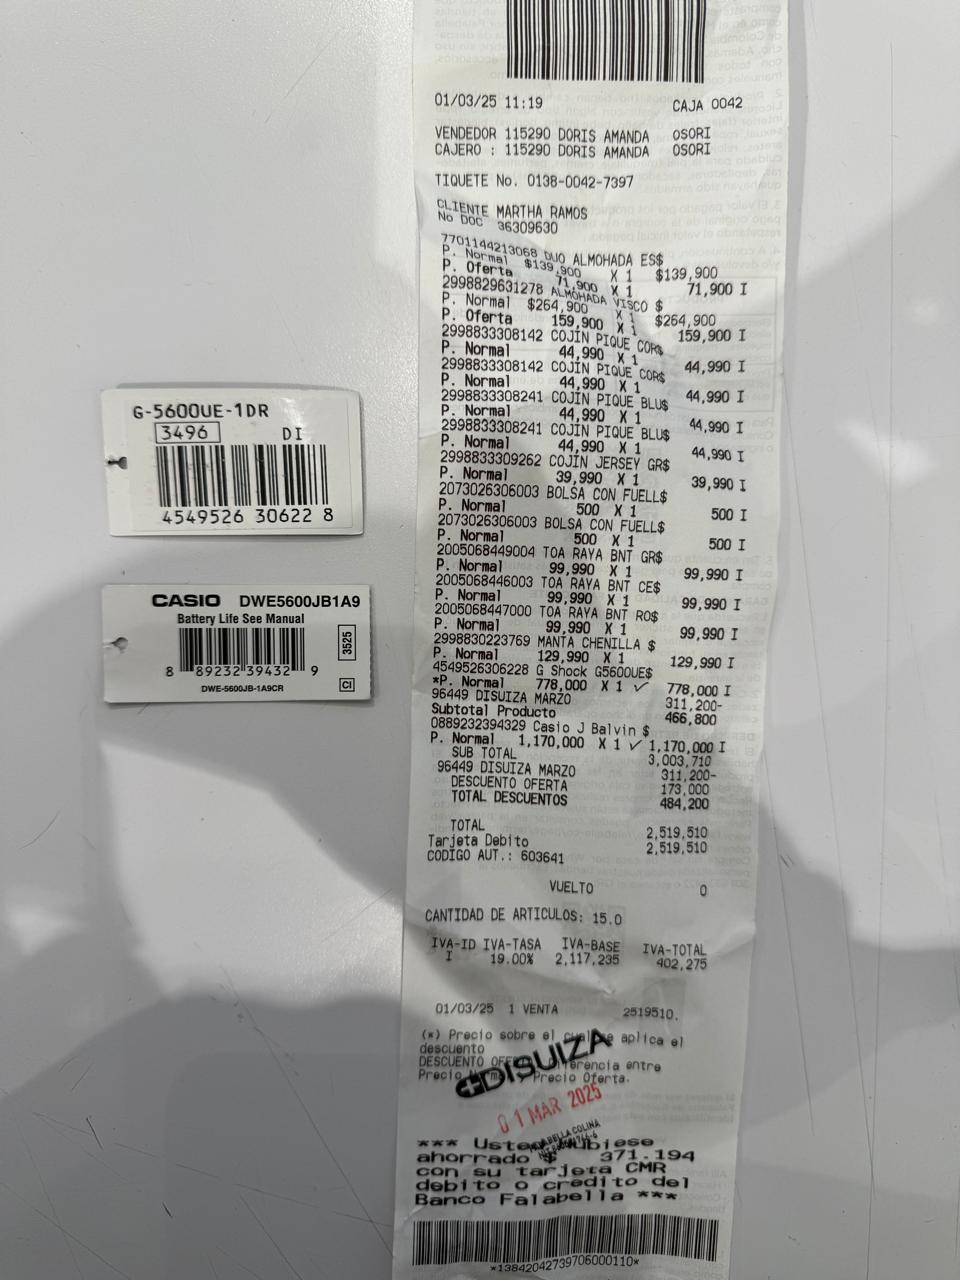 01/03/25 11:19 CAJA 0042
VENDEDOR 115290 DORIS AMANDA OSORI
CAJERO : 115290 DORIS AMANDA OSORI
TIQUETE No. 0138-0042-7397
CLIENTE MARTHA RAMOS
No DOC 36309630
7701144213068 DUO ALMOHADA ES$
P. Normal $139,900 X 1 $139,900
P. Oferta 71,900 X 1 71,900 I
2998829631278 ALMOHADA VISCO $
P. Normal $264,900 X 1 $264,900
P. Oferta 159,900 X 1 159,900 I
2998833308142 COJÍN PIQUE COR$
P. Normal 44,990 X 1 44,990 I
2998833308142 COJÍN PIQUE COR$
P. Normal 44,990 X 1 44,990 I
2998833308241 COJÍN PIQUE BLU$
P. Normal 44,990 X 1 44,990 I
2998833308241 COJÍN PIQUE BLU$
P. Normal 44,990 X 1 44,990 I
2998833309262 COJÍN JERSEY GR$
P. Normal 39,990 X 1 39,990 I
2073026306003 BOLSA CON FUELL$
P. Normal 500 X 1 500 I
2073026306003 BOLSA CON FUELL$
P. Normal 500 X 1 500 I
2005068449004 TOA RAYA BNT GR$
P. Normal 99,990 X 1 99,990 I
2005068446003 TOA RAYA BNT CE$
P. Normal 99,990 X 1 99,990 I
2005068447000 TOA RAYA BNT RO$
P. Normal 99,990 X 1 99,990 I
2998830223769 MANTA CHENILLA $
P. Normal 129,990 X 1 129,990 I
4549526306228 G Shock G5600UE$
*P. Normal 778,000 X 1 ✓ 778,000 I
96449 DISUIZA MARZO 311,200-
Subtotal Producto 466,800
0889232394329 Casio J Balvin $
P. Normal 1,170,000 X 1 ✓ 1,170,000 I
SUB TOTAL 3,003,710
96449 DISUIZA MARZO 311,200-
DESCUENTO OFERTA 173,000
TOTAL DESCUENTOS 484,200
TOTAL 2,519,510
Tarjeta Debito 2,519,510
CODIGO AUT.: 603641
VUELTO 0
CANTIDAD DE ARTICULOS: 15.0
IVA-ID IVA-TASA IVA-BASE IVA-TOTAL
I 19.00% 2,117,235 402,275
01/03/25 1 VENTA 2519510.
(*) Precio sobre el cual se aplica el
descuento
DESCUENTO OFERTA: Diferencia entre
Precio Normal y Precio Oferta.
DISUIZA
01 MAR 2025
FALABELLA COLINA
*** Usted hubiese
ahorrado $ 371.194
con su tarjeta CMR
debito o credito del
Banco Falabella ***
*13842042739706000110*
G-5600UE-1DR
3496 DI
4549526 30622 8
CASIO DWE5600JB1A9
Battery Life See Manual
3525
8 89232 39432 9
DWE-5600JB-1A9CR
CI